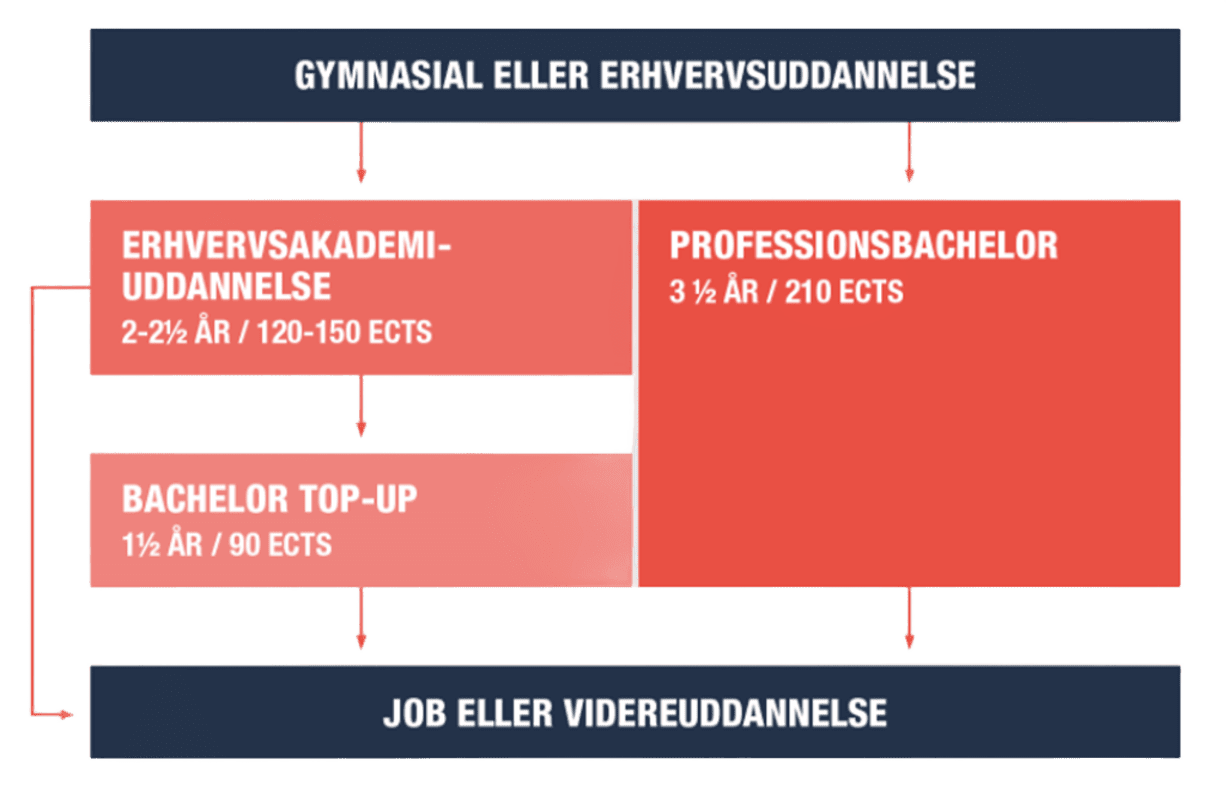 GYMNASIAL ELLER ERHVERVSUDDANNELSE
ERHVERVSAKADEMI-
UDDANNELSE
2-2½ ÅR / 120-150 ECTS
PROFESSIONSBACHELOR
3 ½ ÅR / 210 ECTS
BACHELOR TOP-UP
1½ ÅR / 90 ECTS
JOB ELLER VIDEREUDDANNELSE